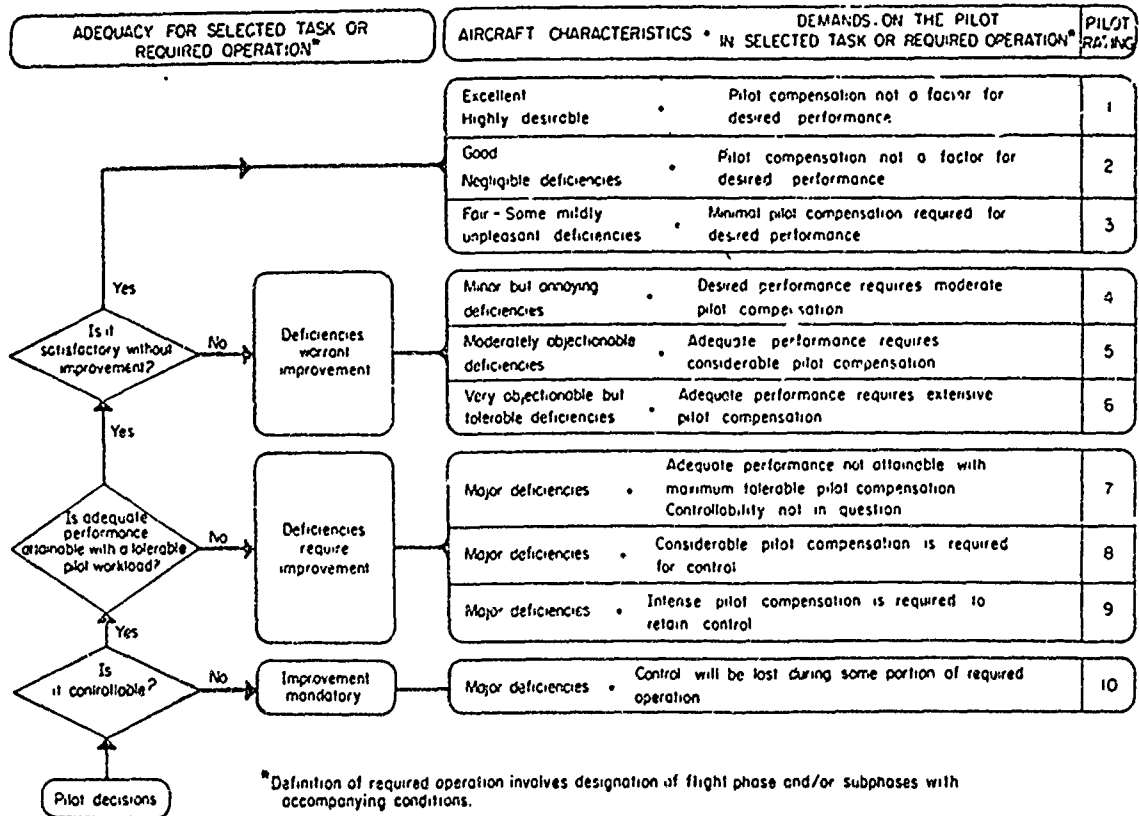 ADEQUACY FOR SELECTED TASK OR
REQUIRED OPERATION*
AIRCRAFT CHARACTERISTICS •
DEMANDS ON THE PILOT
IN SELECTED TASK OR REQUIRED OPERATION*
PILOT
RATING
Excellent
Highly desirable
•
Pilot compensation not a factor for
desired performance
1
Good
Negligible deficiencies
•
Pilot compensation not a factor for
desired performance
2
Fair - Some mildly
unpleasant deficiencies
•
Minimal pilot compensation required for
desired performance
3
Yes
Is it
satisfactory without
improvement?
No
Deficiencies
warrant
improvement
Minor but annoying
deficiencies
•
Desired performance requires moderate
pilot compensation
4
Moderately objectionable
deficiencies
•
Adequate performance requires
considerable pilot compensation
5
Very objectionable but
tolerable deficiencies
•
Adequate performance requires extensive
pilot compensation
6
Yes
Is adequate
performance
attainable with a tolerable
pilot workload?
No
Deficiencies
require
improvement
Major deficiencies
•
Adequate performance not attainable with
maximum tolerable pilot compensation
Controllability not in question
7
Major deficiencies
•
Considerable pilot compensation is required
for control
8
Major deficiencies
•
Intense pilot compensation is required to
retain control
9
Yes
Is
it controllable?
No
Improvement
mandatory
Major deficiencies
•
Control will be lost during some portion of required
operation
10
Pilot decisions
*Definition of required operation involves designation of flight phase and/or subphases with
accompanying conditions.